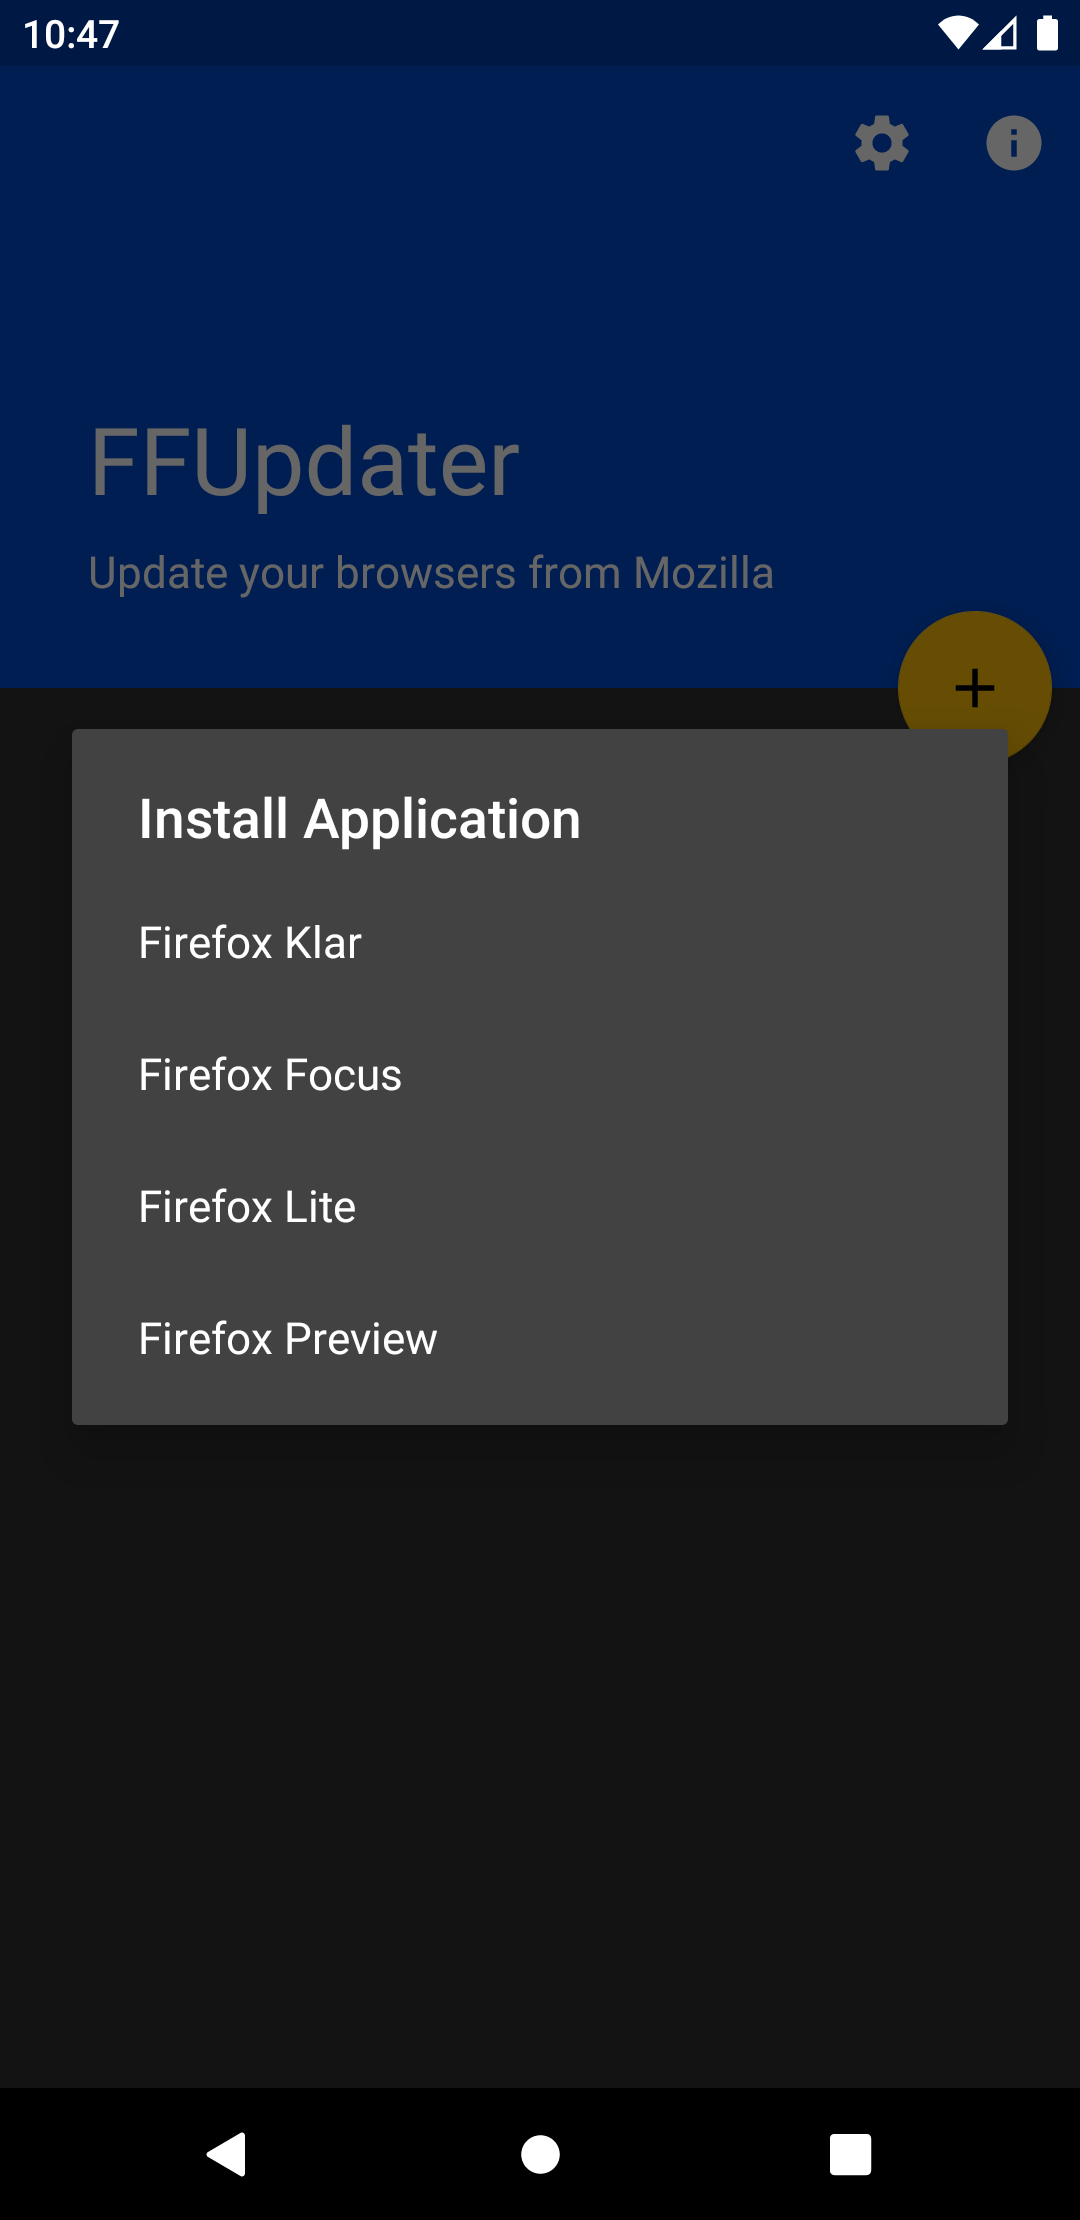 10:47
FFUpdater
Update your browsers from Mozilla
Install Application
Firefox Klar
Firefox Focus
Firefox Lite
Firefox Preview